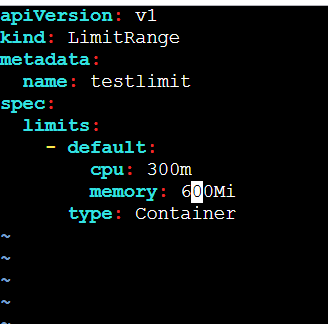 apiVersion: v1
kind: LimitRange
metadata:
  name: testlimit
spec:
  limits:
    - default:
        cpu: 300m
        memory: 600Mi
      type: Container
~
~
~
~
~